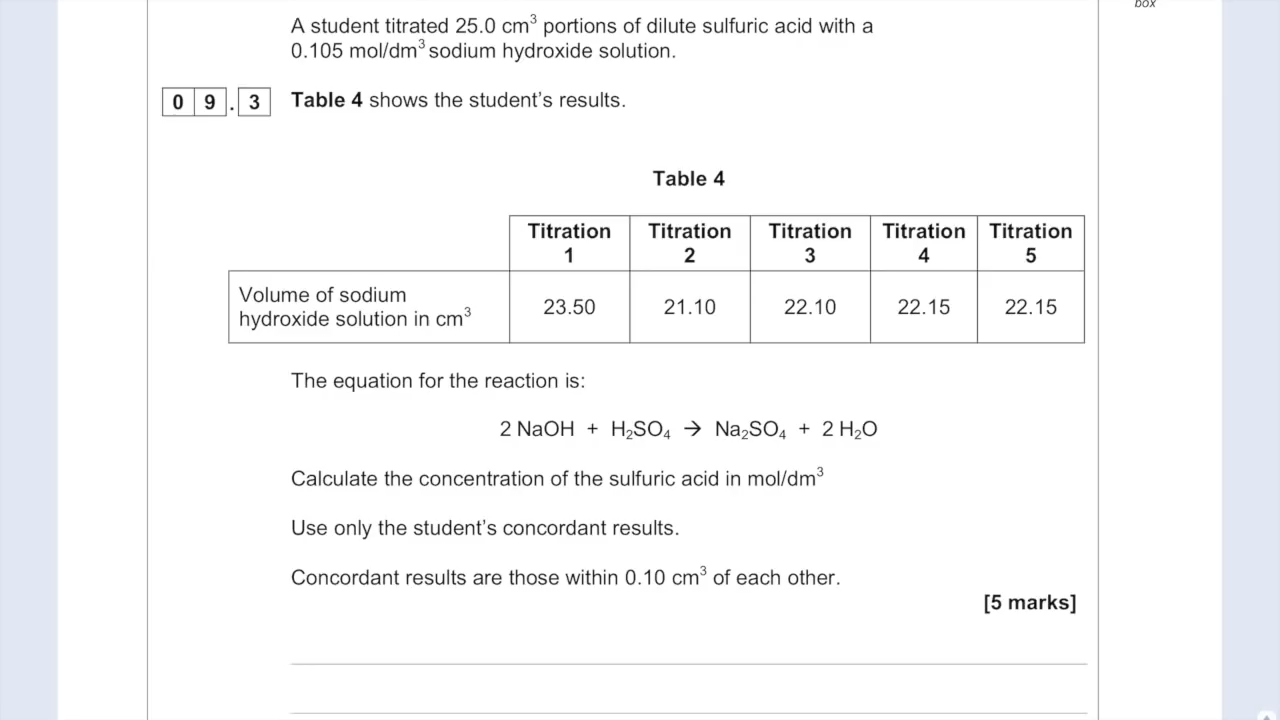 box
A student titrated 25.0 cm³ portions of dilute sulfuric acid with a
0.105 mol/dm³ sodium hydroxide solution.
0 9 . 3 Table 4 shows the student's results.
Table 4
Titration 1 Titration 2 Titration 3 Titration 4 Titration 5
Volume of sodium
hydroxide solution in cm³ 23.50 21.10 22.10 22.15 22.15
The equation for the reaction is:
2 NaOH + H₂SO₄ → Na₂SO₄ + 2 H₂O
Calculate the concentration of the sulfuric acid in mol/dm³
Use only the student's concordant results.
Concordant results are those within 0.10 cm³ of each other.
[5 marks]